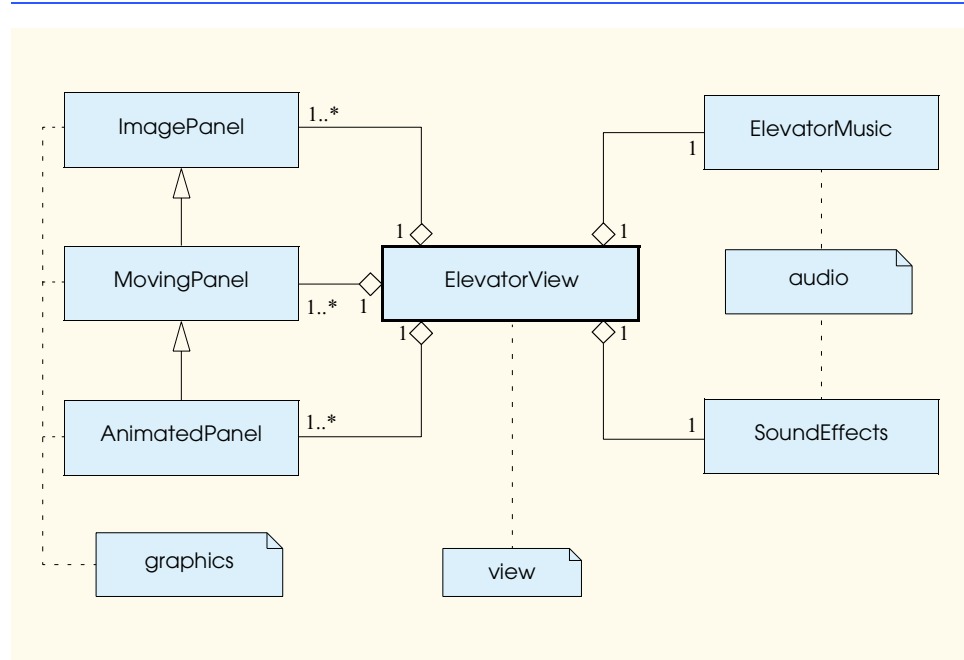 ImagePanel
1..*
ElevatorMusic
1
1
1
MovingPanel
ElevatorView
audio
1..*
1
1
1
AnimatedPanel
1..*
1
SoundEffects
graphics
view